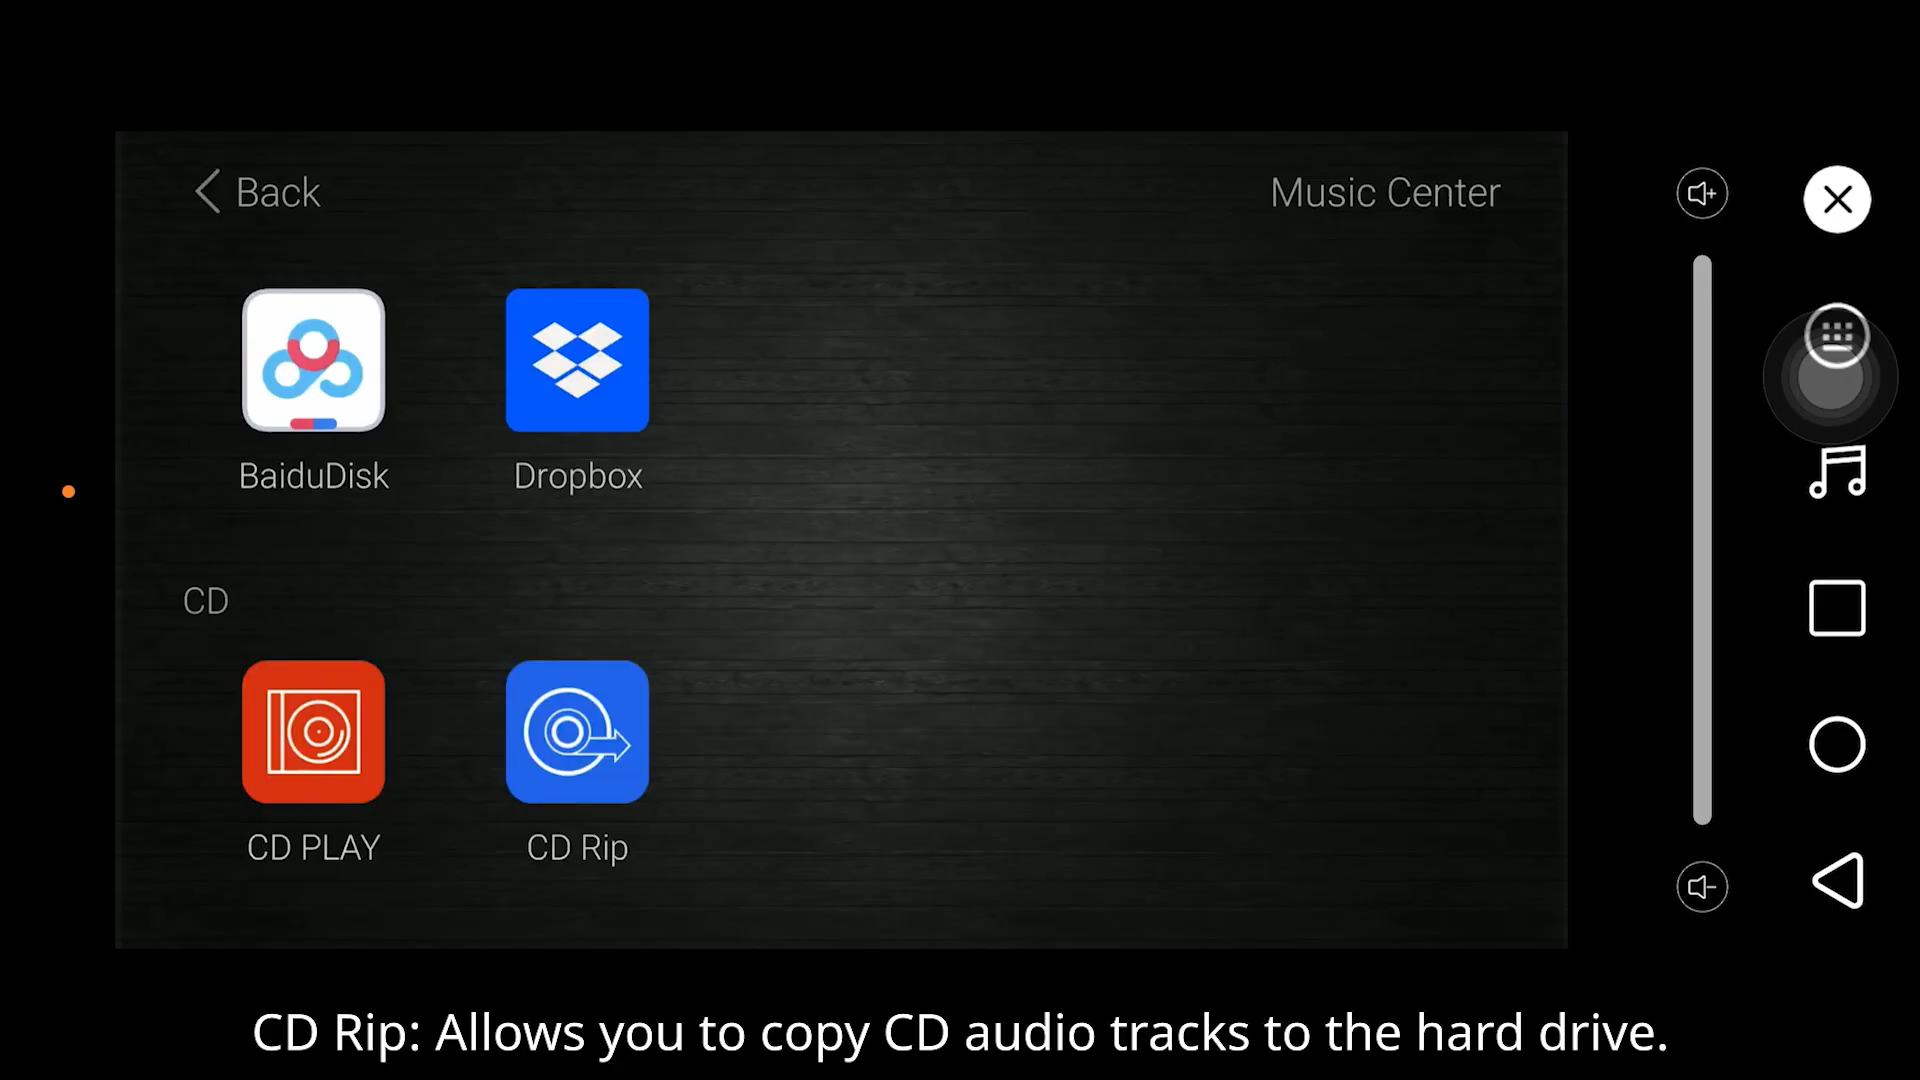 Back
Music Center
BaiduDisk
Dropbox
CD
CD PLAY
CD Rip
CD Rip: Allows you to copy CD audio tracks to the hard drive.